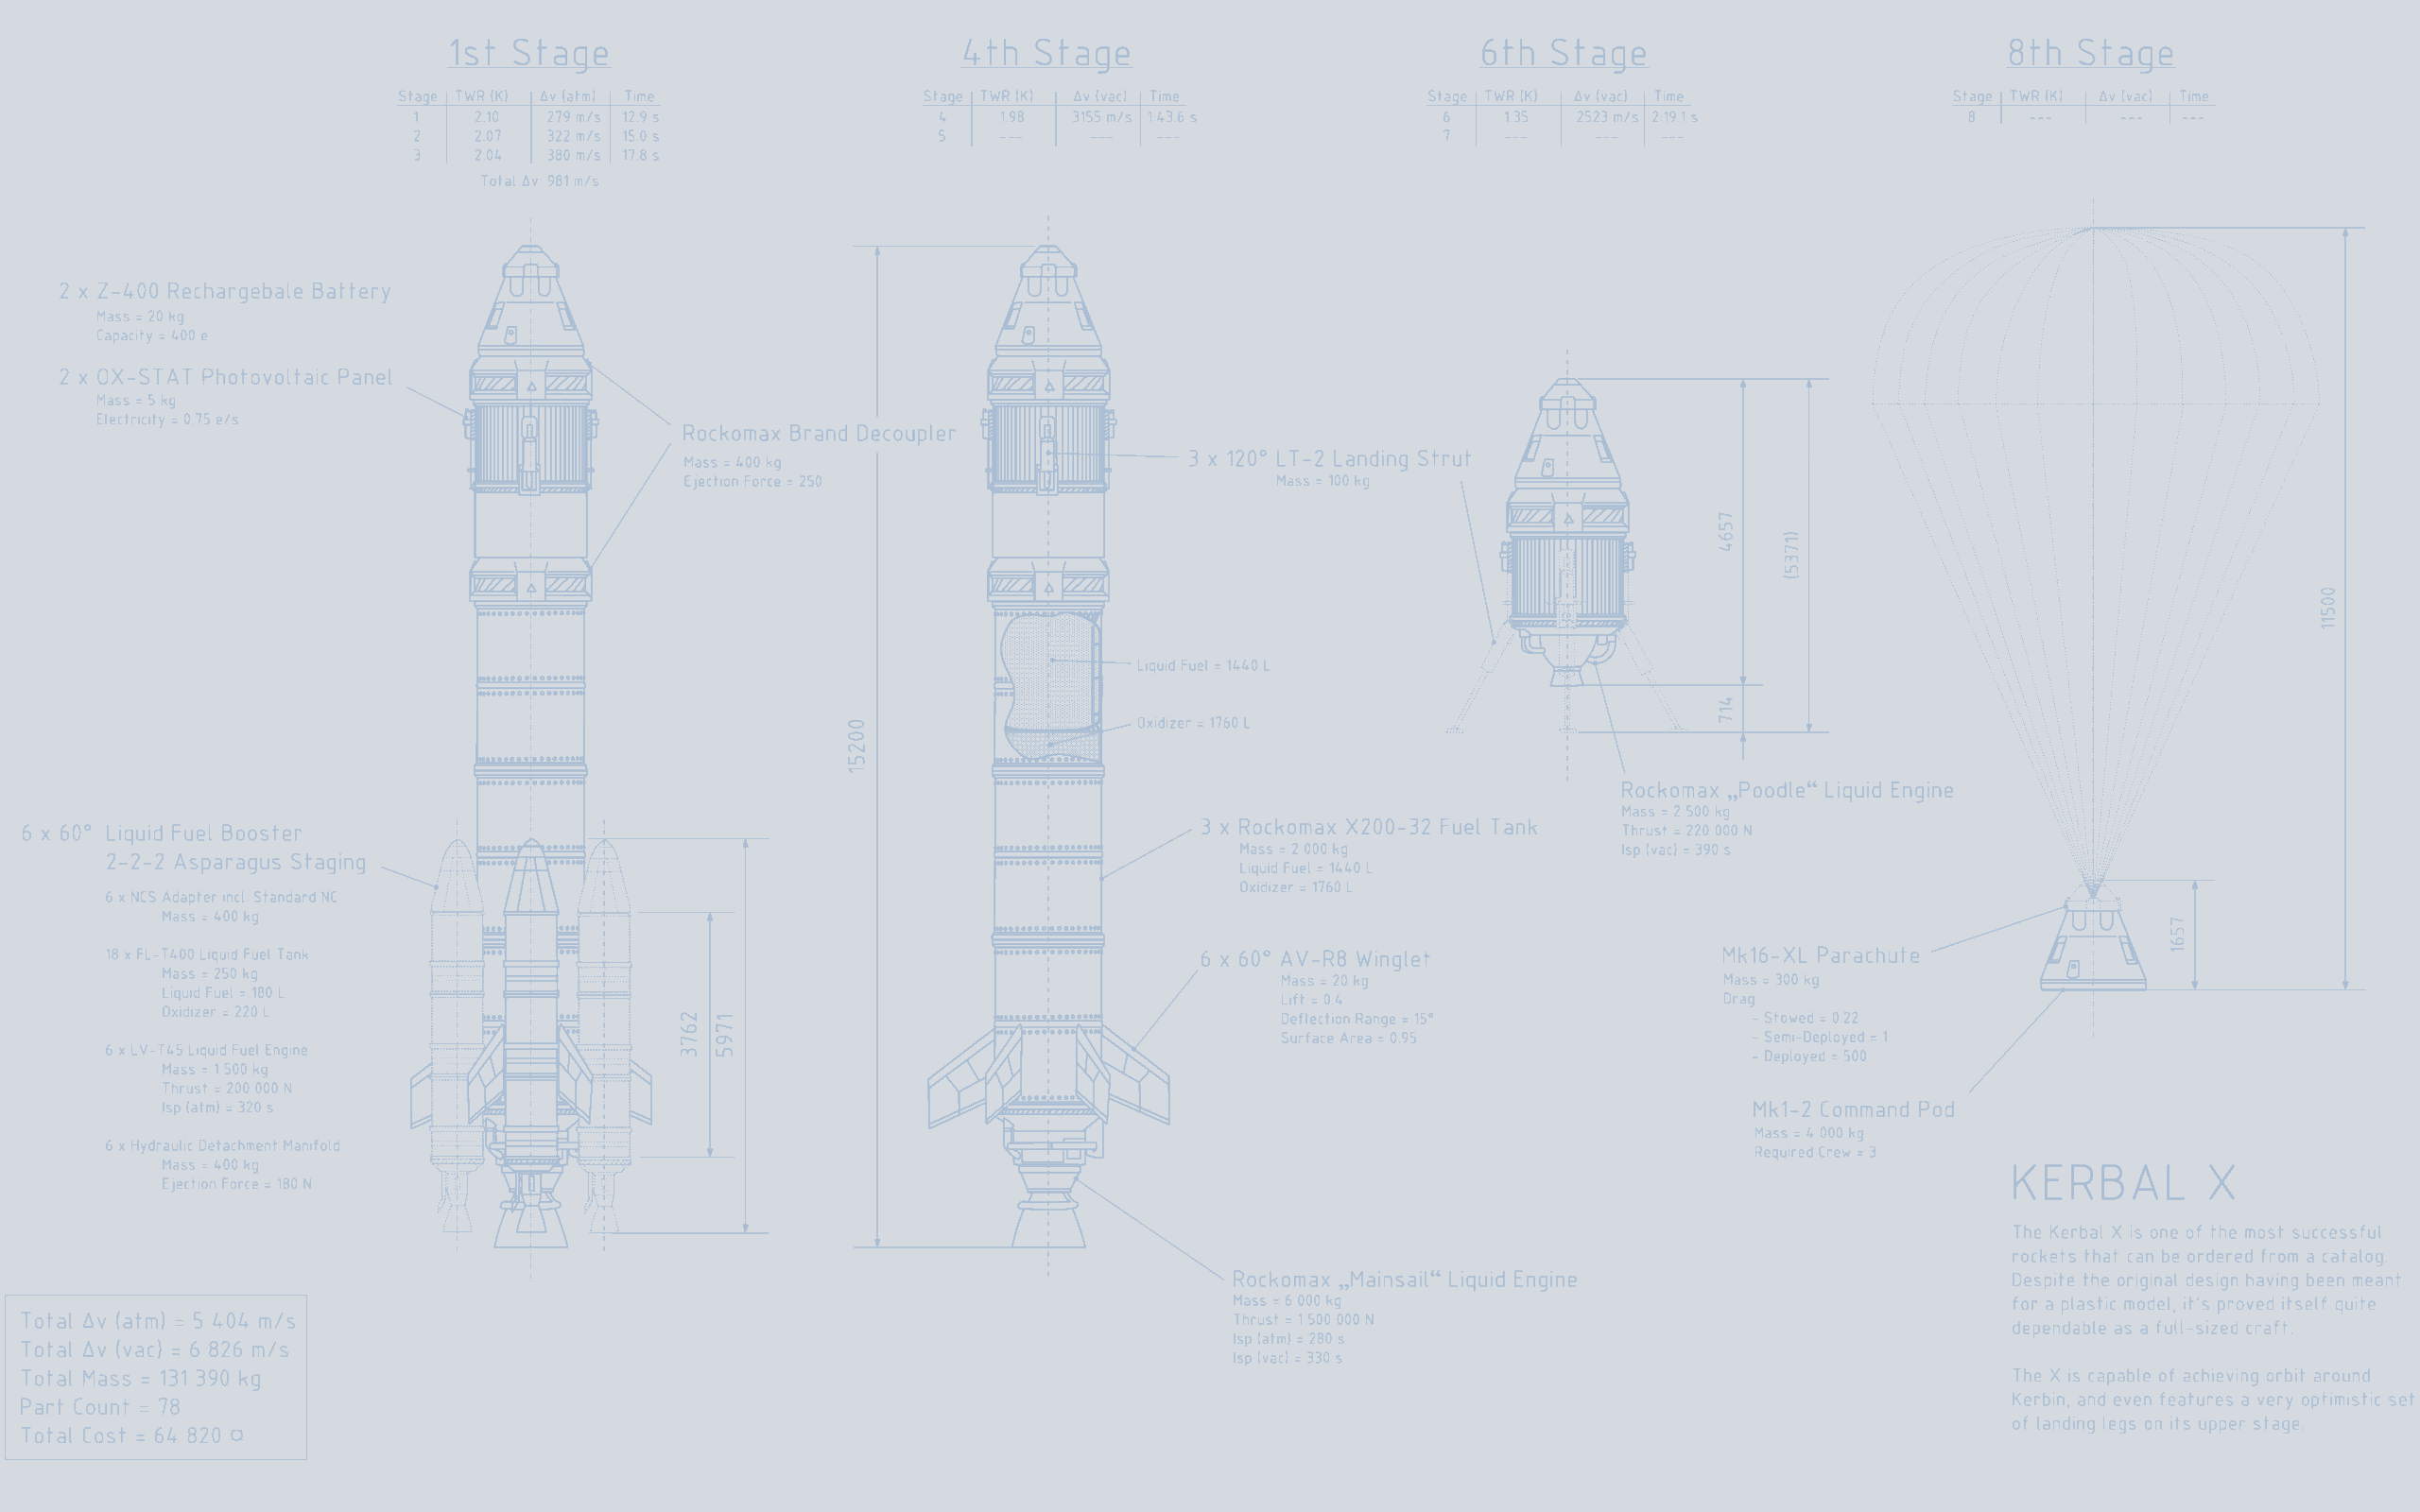 1st Stage
Stage TWR (K) Δv (atm) Time
1 2.10 279 m/s 12.9 s
2 2.07 322 m/s 15.0 s
3 2.04 380 m/s 17.8 s
Total Δv 981 m/s
2 x Z-400 Rechargebale Battery
Mass = 20 kg
Capacity = 400 e
2 x OX-STAT Photovoltaic Panel
Mass = 5 kg
Electricity = 0.75 e/s
Rockomax Brand Decoupler
Mass = 400 kg
Ejection Force = 250
6 x 60° Liquid Fuel Booster
2-2-2 Asparagus Staging
6 x NCS Adapter incl. Standard NC
Mass = 400 kg
18 x FL-T400 Liquid Fuel Tank
Mass = 250 kg
Liquid Fuel = 180 L
Oxidizer = 220 L
6 x LV-T45 Liquid Fuel Engine
Mass = 1 500 kg
Thrust = 200 000 N
Isp (atm) = 320 s
6 x Hydraulic Detachment Manifold
Mass = 400 kg
Ejection Force = 180 N
3762
5971
Total Δv (atm) = 5 404 m/s
Total Δv (vac) = 6 826 m/s
Total Mass = 131 390 kg
Part Count = 78
Total Cost = 64 820 ¤
4th Stage
Stage TWR (K) Δv (vac) Time
4 1.98 3155 m/s 1:43.6 s
5 --- --- ---
15200
3 x 120° LT-2 Landing Strut
Mass = 100 kg
Liquid Fuel = 1440 L
Oxidizer = 1760 L
3 x Rockomax X200-32 Fuel Tank
Mass = 2 000 kg
Liquid Fuel = 1440 L
Oxidizer = 1760 L
6 x 60° AV-R8 Winglet
Mass = 20 kg
Lift = 0.4
Deflection Range = 15°
Surface Area = 0.95
Rockomax „Mainsail“ Liquid Engine
Mass = 6 000 kg
Thrust = 1 500 000 N
Isp (atm) = 280 s
Isp (vac) = 330 s
6th Stage
Stage TWR (K) Δv (vac) Time
6 1.35 2523 m/s 2:19.1 s
7 --- --- ---
4657
(5371)
714
Rockomax „Poodle“ Liquid Engine
Mass = 2 500 kg
Thrust = 220 000 N
Isp (vac) = 390 s
8th Stage
Stage TWR (K) Δv (vac) Time
8 --- --- ---
11500
1657
Mk16-XL Parachute
Mass = 300 kg
Drag
- Stowed = 0.22
- Semi-Deployed = 1
- Deployed = 500
Mk1-2 Command Pod
Mass = 4 000 kg
Required Crew = 3
KERBAL X
The Kerbal X is one of the most successful
rockets that can be ordered from a catalog.
Despite the original design having been meant
for a plastic model, it's proved itself quite
dependable as a full-sized craft.
The X is capable of achieving orbit around
Kerbin, and even features a very optimistic set
of landing legs on its upper stage.